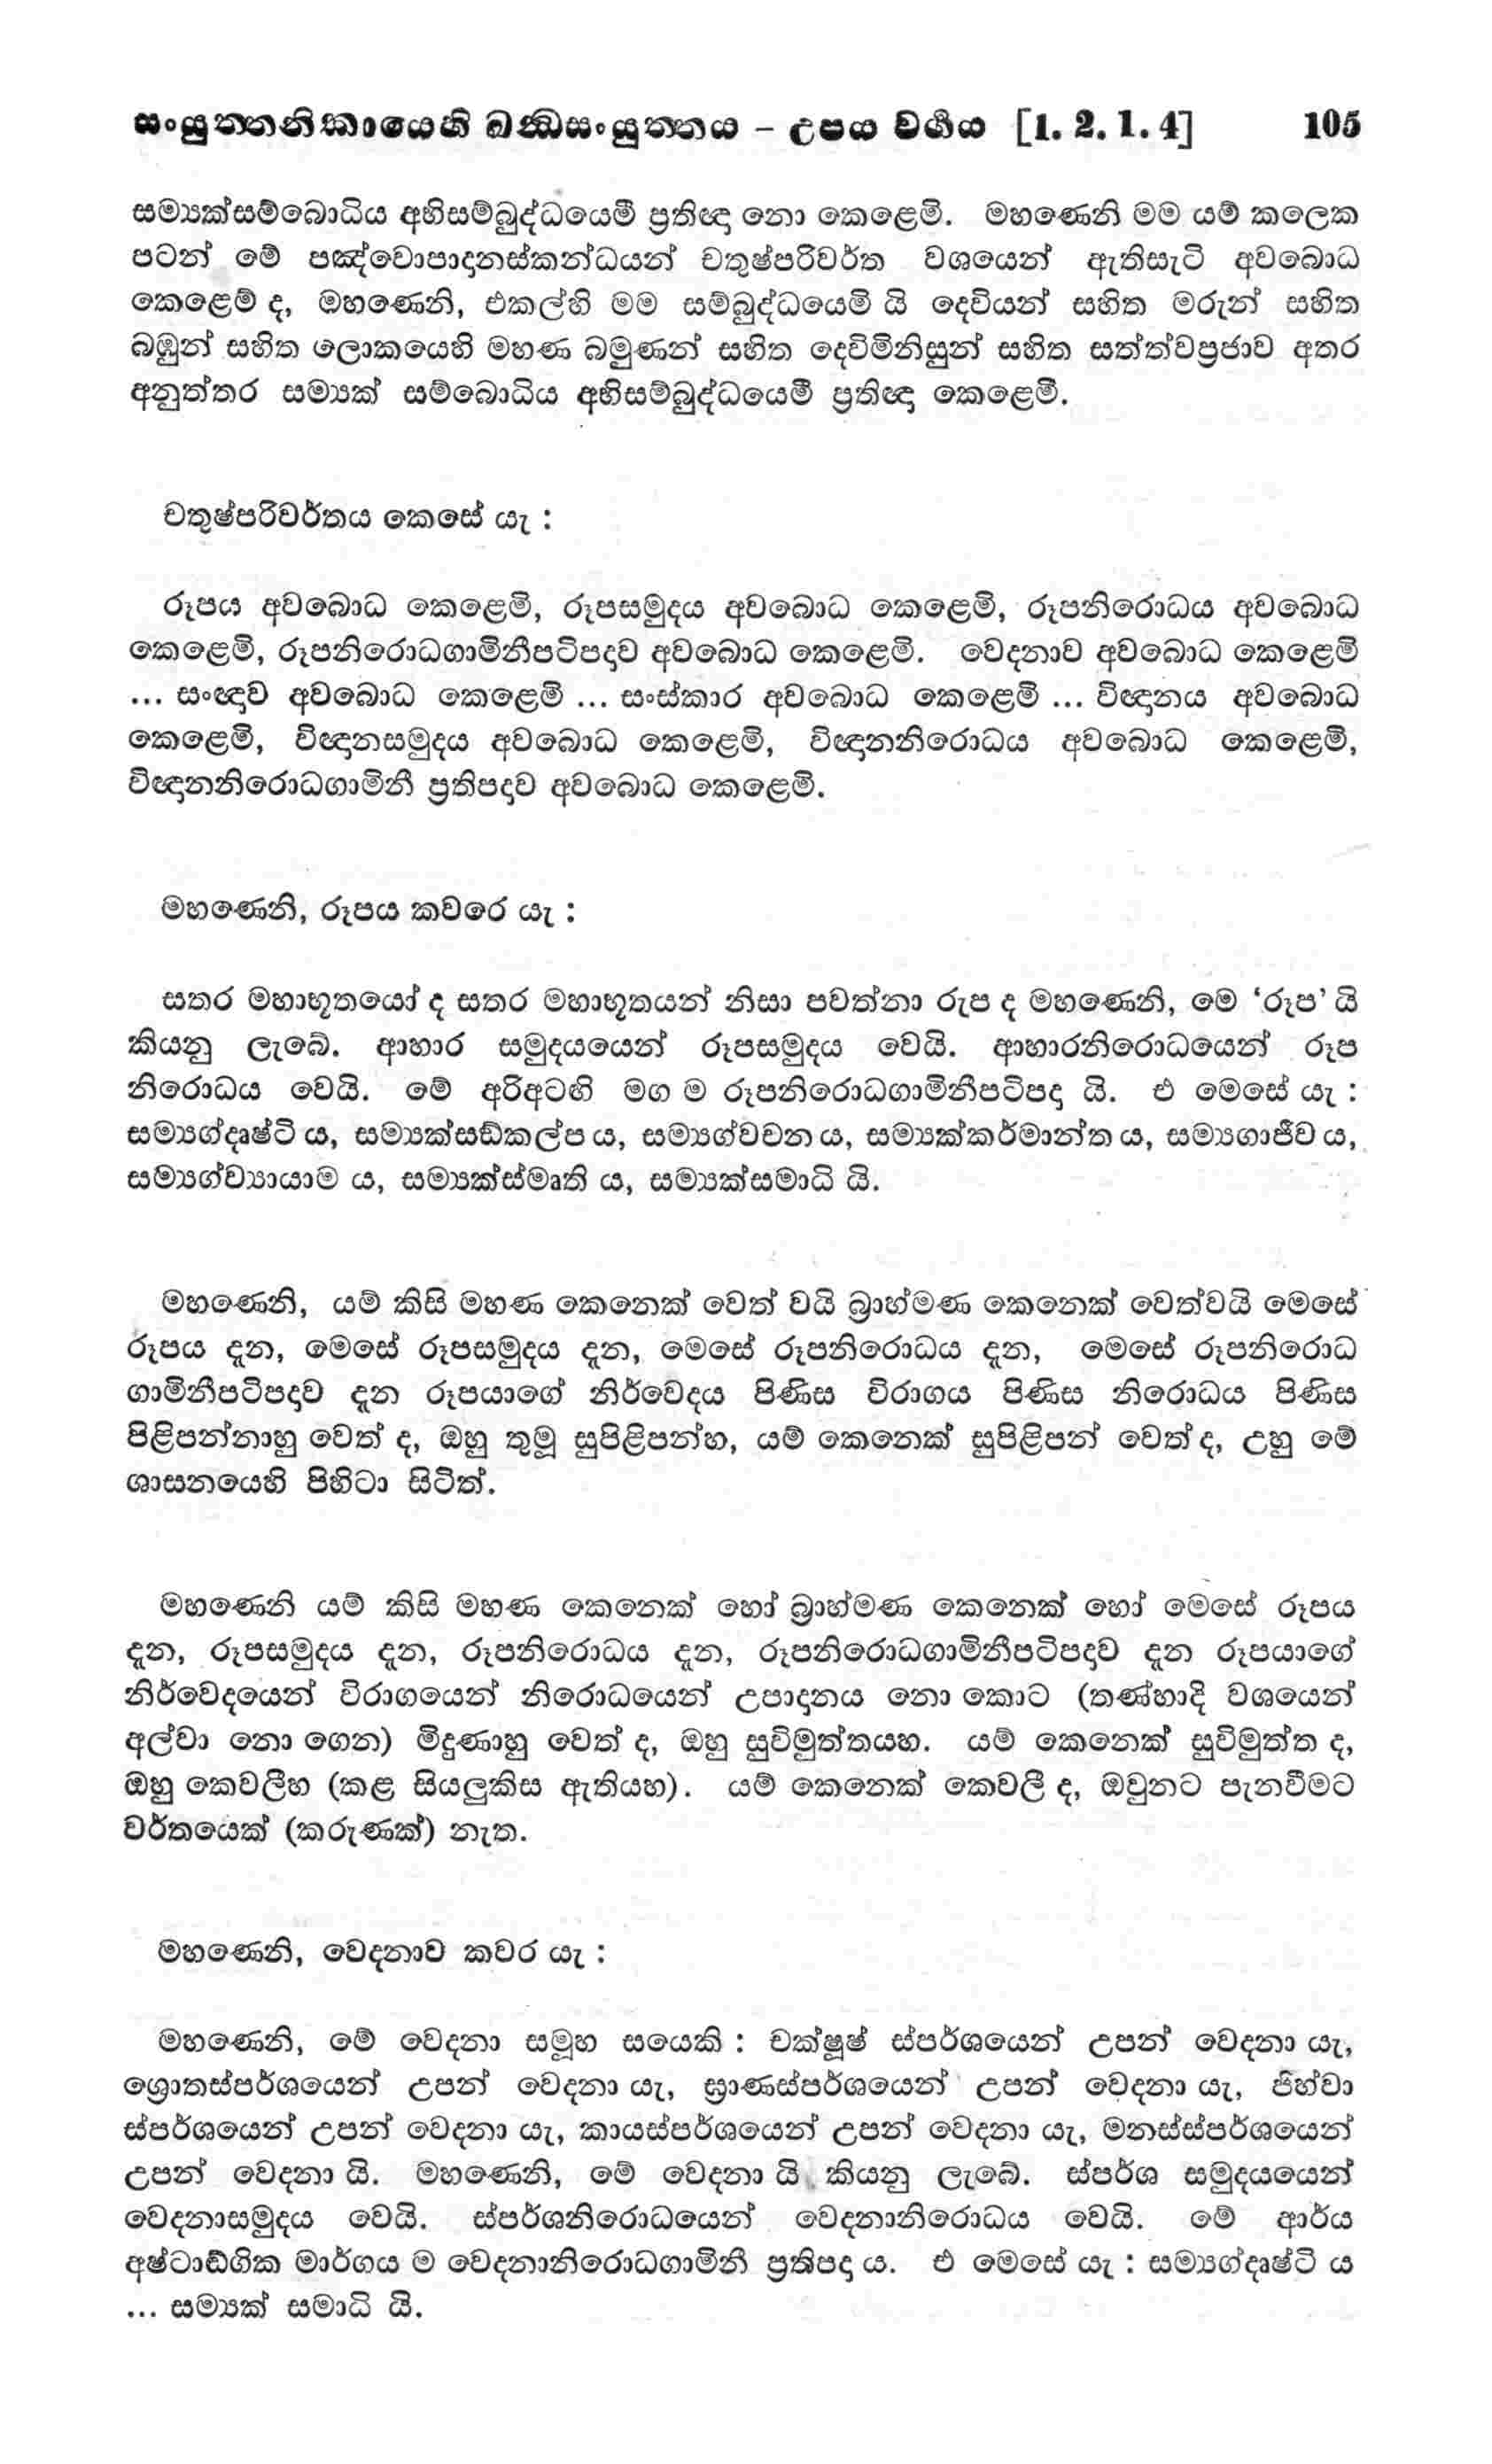 සංයුත්තනිකායෙහි ඛන්ධසංයුත්තය – උපය වර්ගය [1. 2. 1. 4] 105
සම්‍යක්සම්බොධිය අභිසම්බුද්ධයෙමි ප්‍රතිඥා නො කෙළෙමි. මහණෙනි මම යම් කලෙක
පටන් මේ පඤ්චොපාදානස්කන්ධයන් චතුෂ්පරිවර්ත වශයෙන් ඇතිසැටි අවබොධ
කෙළෙම් ද, මහණෙනි, එකල්හි මම සම්බුද්ධයෙමි යි දෙවියන් සහිත මරුන් සහිත
බඹුන් සහිත ලොකයෙහි මහණ බමුණන් සහිත දෙව්මිනිසුන් සහිත සත්ත්වප්‍රජාව අතර
අනුත්තර සම්‍යක් සම්බොධිය අභිසම්බුද්ධයෙමී ප්‍රතිඥා කෙළෙමී.
චතුෂ්පරිවර්තය කෙසේ යැ :
රූපය අවබොධ කෙළෙමි, රූපසමුදය අවබොධ කෙළෙමි, රූපනිරොධය අවබොධ
කෙළෙමි, රූපනිරොධගාමිනීපටිපදාව අවබොධ කෙළෙමි. වෙදනාව අවබොධ කෙළෙමි
... සංඥාව අවබොධ කෙළෙමි ... සංස්කාර අවබොධ කෙළෙමි ... විඥානය අවබොධ
කෙළෙමි, විඥානසමුදය අවබොධ කෙළෙමි, විඥානනිරොධය අවබොධ කෙළෙමි,
විඥානනිරොධගාමිනී ප්‍රතිපදාව අවබොධ කෙළෙමි.
මහණෙනි, රූපය කවරෙ යැ :
සතර මහාභූතයෝ ද සතර මහාභූතයන් නිසා පවත්නා රුප ද මහණෙනි, මෙ ‘රූප’ යි
කියනු ලැබේ. ආහාර සමුදයයෙන් රූපසමුදය වෙයි. ආහාරනිරොධයෙන් රූප
නිරොධය වෙයි. මේ අරිඅටඟි මග ම රූපනිරොධගාමිනීපටිපදා යි. එ මෙසේ යැ :
සම්‍යග්දෘෂ්ටි ය, සම්‍යක්සඩ්කල්ප ය, සම්‍යග්වචන ය, සම්‍යක්කර්මාන්ත ය, සම්‍යගාජීව ය,
සම්‍යග්ව්‍යායාම ය, සම්‍යක්ස්මෘති ය, සම්‍යක්සමාධි යි.
මහණෙනි, යම් කිසි මහණ කෙනෙක් වෙත් වයි බ්‍රාහ්මණ කෙනෙක් වෙත්වයි මෙසේ
රූපය දැන, මෙසේ රූපසමුදය දැන, මෙසේ රූපනිරොධය දැන, මෙසේ රූපනිරොධ
ගාමිනීපටිපදාව දැන රූපයාගේ නිර්වෙදය පිණිස විරාගය පිණිස නිරොධය පිණිස
පිළිපන්නාහු වෙත් ද, ඔහු තුමූ සුපිළිපන්හ, යම් කෙනෙක් සුපිළිපන් වෙත් ද, උහු මේ
ශාසනයෙහි පිහිටා සිටිත්.
මහණෙනි යම් කිසි මහණ කෙනෙක් හෝ බ්‍රාහ්මණ කෙනෙක් හෝ මෙසේ රූපය
දැන, රූපසමුදය දැන, රූපනිරොධය දැන, රූපනිරොධගාමිනීපටිපදාව දැන රූපයාගේ
නිර්වෙදයෙන් විරාගයෙන් නිරොධයෙන් උපාදානය නො කොට (තණ්හාදි වශයෙන්
අල්වා නො ගෙන) මිදුණාහු වෙත් ද, ඔහු සුවිමුත්තයහ. යම් කෙනෙක් සුවිමුත්ත ද,
ඔහු කෙවලීහ (කළ සියලුකිස ඇතියහ). යම් කෙනෙක් කෙවලී ද, ඔවුනට පැනවීමට
වර්තයෙක් (කරුණක්) නැත.
මහණෙනි, වෙදනාව කවර යැ :
මහණෙනි, මේ වෙදනා සමූහ සයෙකි : චක්ෂූෂ් ස්පර්ශයෙන් උපන් වෙදනා යැ,
ශ්‍රොතස්පර්ශයෙන් උපන් වෙදනා යැ, ඝ්‍රාණස්පර්ශයෙන් උපන් වෙදනා යැ, ජිහ්වා
ස්පර්ශයෙන් උපන් වෙදනා යැ, කායස්පර්ශයෙන් උපන් වෙදනා යැ, මනස්ස්පර්ශයෙන්
උපන් වෙදනා යි. මහණෙනි, මේ වෙදනා යි කියනු ලැබේ. ස්පර්ශ සමුදයයෙන්
වෙදනාසමුදය වෙයි. ස්පර්ශනිරොධයෙන් වෙදනානිරොධය වෙයි. මේ ආර්ය
අෂ්ටාඬ්ගික මාර්ගය ම වෙදනානිරොධගාමිනී ප්‍රතිපදා ය. එ මෙසේ යැ : සම්‍යග්දෘෂ්ටි ය
... සම්‍යක් සමාධි යි.